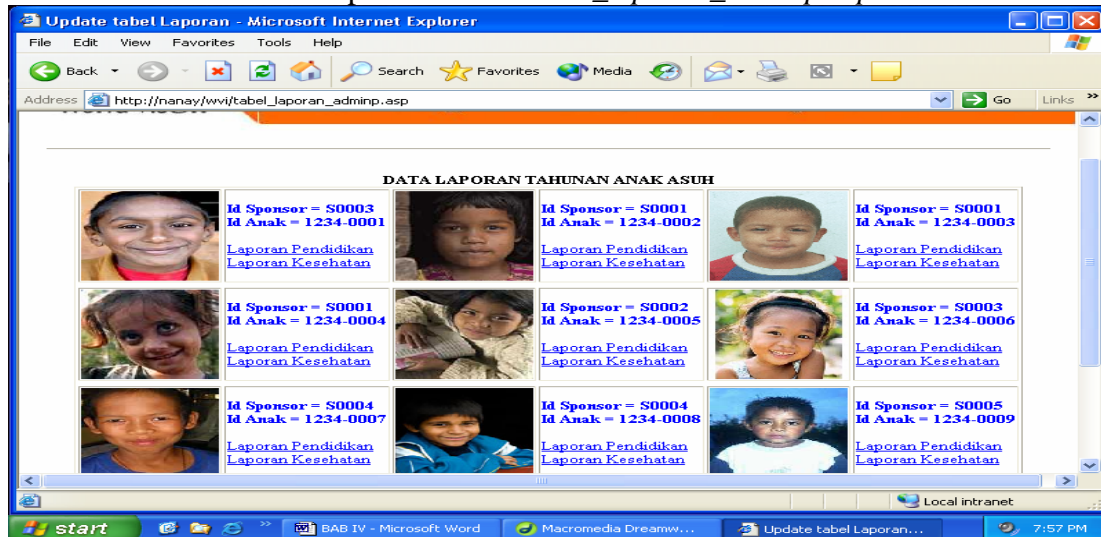 Update tabel Laporan - Microsoft Internet Explorer
File Edit View Favorites Tools Help
Back Search Favorites Media
Address http://nanay/wvi/tabel_laporan_adminp.asp Go Links »
DATA LAPORAN TAHUNAN ANAK ASUH
Id Sponsor = S0003
Id Anak = 1234-0001
Laporan Pendidikan
Laporan Kesehatan
Id Sponsor = S0001
Id Anak = 1234-0002
Laporan Pendidikan
Laporan Kesehatan
Id Sponsor = S0001
Id Anak = 1234-0003
Laporan Pendidikan
Laporan Kesehatan
Id Sponsor = S0001
Id Anak = 1234-0004
Laporan Pendidikan
Laporan Kesehatan
Id Sponsor = S0002
Id Anak = 1234-0005
Laporan Pendidikan
Laporan Kesehatan
Id Sponsor = S0003
Id Anak = 1234-0006
Laporan Pendidikan
Laporan Kesehatan
Id Sponsor = S0004
Id Anak = 1234-0007
Laporan Pendidikan
Laporan Kesehatan
Id Sponsor = S0004
Id Anak = 1234-0008
Laporan Pendidikan
Laporan Kesehatan
Id Sponsor = S0005
Id Anak = 1234-0009
Laporan Pendidikan
Laporan Kesehatan
Local intranet
start » BAB IV - Microsoft Word Macromedia Dreamw... Update tabel Laporan... 7:57 PM